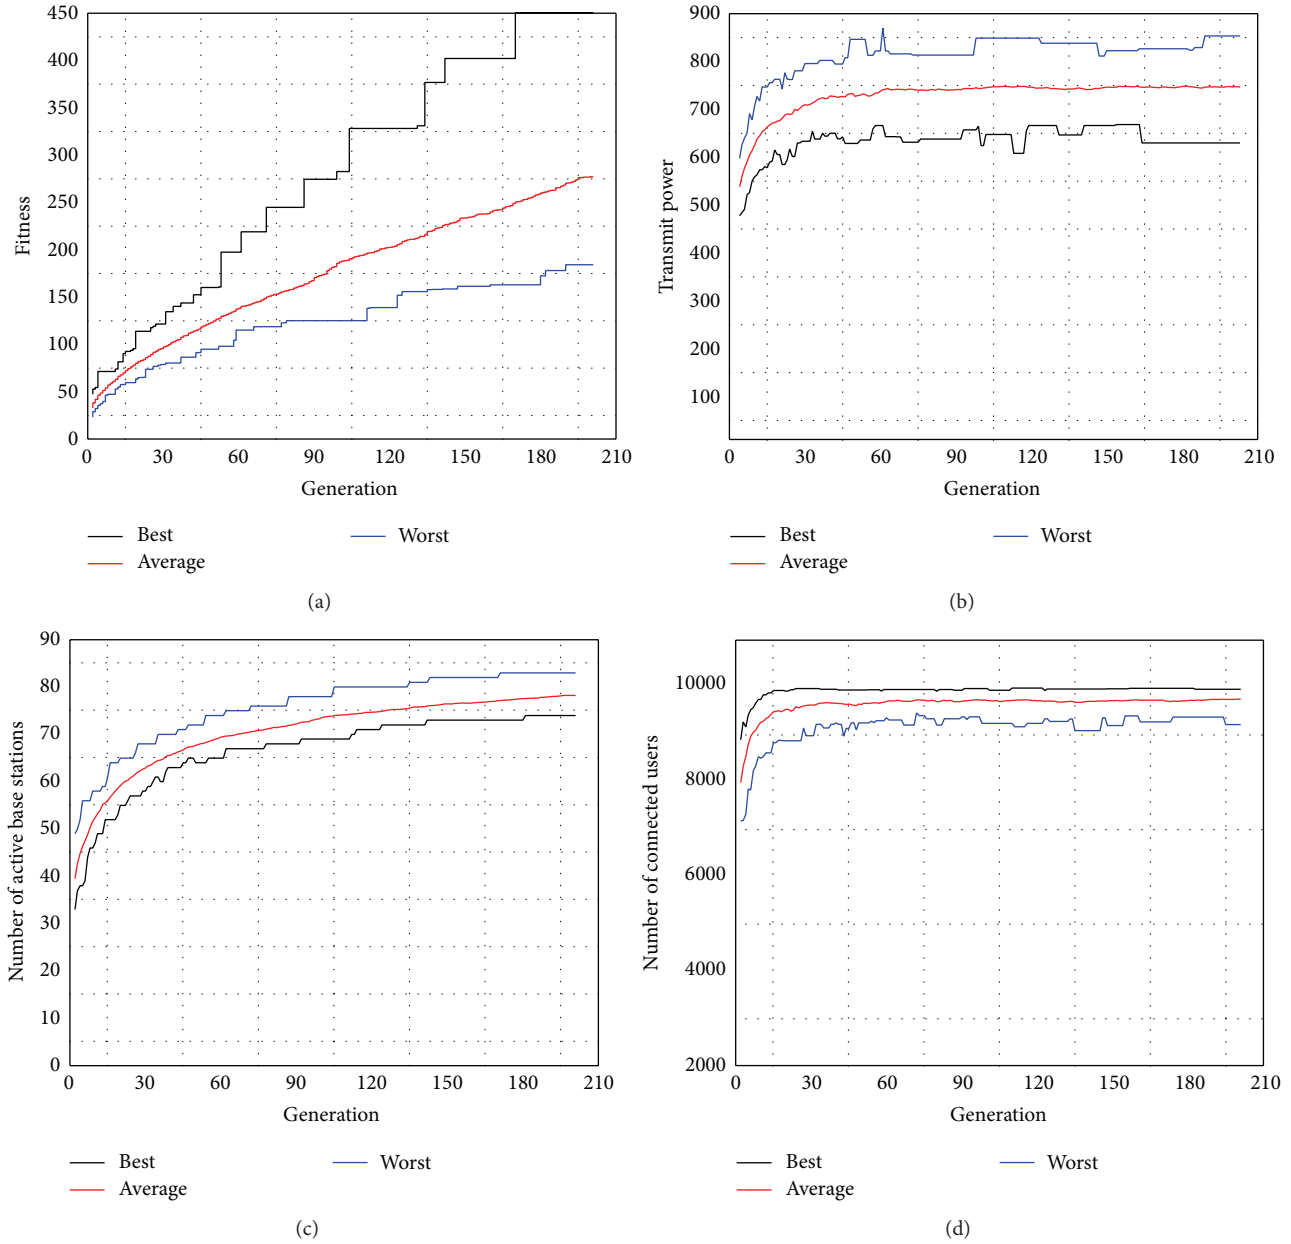 450
400
350
300
250
200
150
100
50
0
Fitness
0 30 60 90 120 150 180 210
Generation
Best Worst
Average
(a)
900
800
700
600
500
400
300
200
100
Transmit power
0 30 60 90 120 150 180 210
Generation
Best Worst
Average
(b)
90
80
70
60
50
40
30
20
10
0
Number of active base stations
0 30 60 90 120 150 180 210
Generation
Best Worst
Average
(c)
10000
8000
6000
4000
2000
Number of connected users
0 30 60 90 120 150 180 210
Generation
Best Worst
Average
(d)